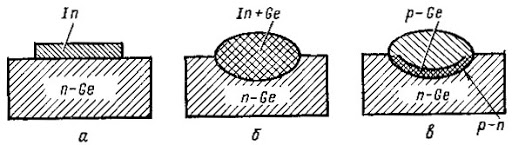 In
In+Ge
p-Ge
n-Ge
n-Ge
n-Ge
p-n
а
б
в